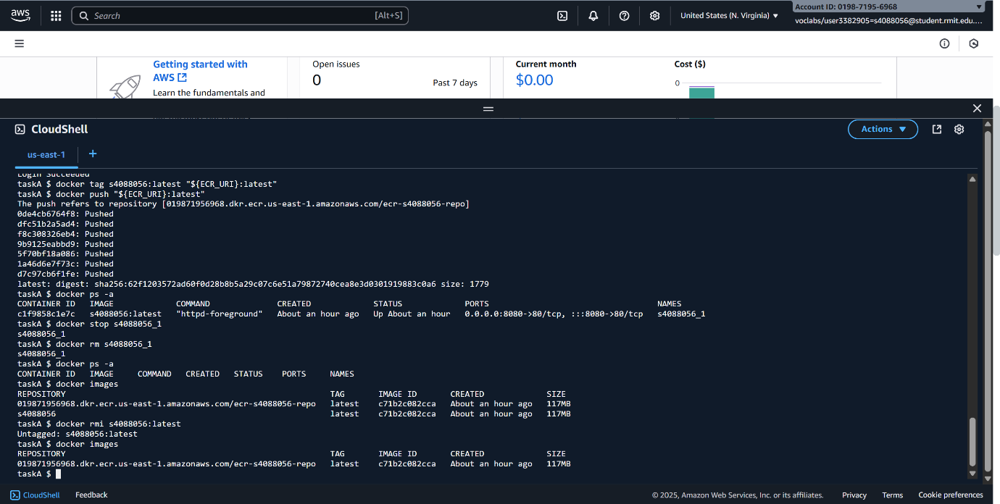 aws
Search
[Alt+S]
United States (N. Virginia)
Account ID: 0198-7195-6968
voclabs/user3382905=s4088056@student.rmit.edu....
Getting started with
AWS
Learn the fundamentals and
Open issues
0
Past 7 days
Current month
$0.00
Cost ($)
0
CloudShell
Actions
us-east-1
+
Login Succeeded
taskA $ docker tag s4088056:latest "${ECR_URI}:latest"
taskA $ docker push "${ECR_URI}:latest"
The push refers to repository [019871956968.dkr.ecr.us-east-1.amazonaws.com/ecr-s4088056-repo]
0de4cb6764f8: Pushed
dfc51b2a5ad4: Pushed
f8c308326eb4: Pushed
9b9125eabbd9: Pushed
5f70bf18a086: Pushed
1a46d6e7f73c: Pushed
d7c97cb6f1fe: Pushed
latest: digest: sha256:62f1203572ad60f0d28b8b5a29c07c6e51a79872740cea8e3d0301919883c0a6 size: 1779
taskA $ docker ps -a
CONTAINER ID   IMAGE             COMMAND              CREATED             STATUS             PORTS                                   NAMES
c1f9858c1e7c   s4088056:latest   "httpd-foreground"   About an hour ago   Up About an hour   0.0.0.0:8080->80/tcp, :::8080->80/tcp   s4088056_1
taskA $ docker stop s4088056_1
s4088056_1
taskA $ docker rm s4088056_1
s4088056_1
taskA $ docker ps -a
CONTAINER ID   IMAGE     COMMAND   CREATED   STATUS    PORTS     NAMES
taskA $ docker images
REPOSITORY                                                       TAG       IMAGE ID       CREATED             SIZE
019871956968.dkr.ecr.us-east-1.amazonaws.com/ecr-s4088056-repo   latest    c71b2c082cca   About an hour ago   117MB
s4088056                                                         latest    c71b2c082cca   About an hour ago   117MB
taskA $ docker rmi s4088056:latest
Untagged: s4088056:latest
taskA $ docker images
REPOSITORY                                                       TAG       IMAGE ID       CREATED             SIZE
019871956968.dkr.ecr.us-east-1.amazonaws.com/ecr-s4088056-repo   latest    c71b2c082cca   About an hour ago   117MB
taskA $
CloudShell
Feedback
© 2025, Amazon Web Services, Inc. or its affiliates.
Privacy
Terms
Cookie preferences